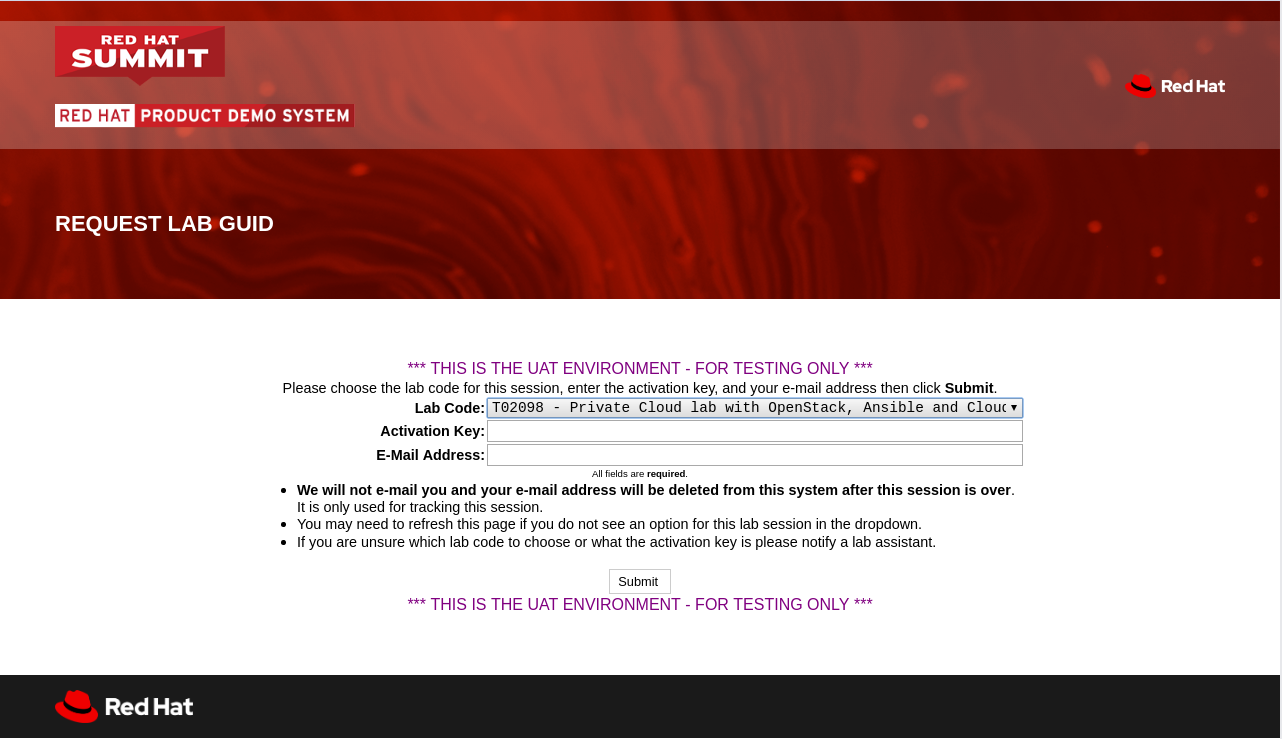 RED HAT
SUMMIT
RED HAT PRODUCT DEMO SYSTEM
Red Hat
REQUEST LAB GUID
*** THIS IS THE UAT ENVIRONMENT - FOR TESTING ONLY ***
Please choose the lab code for this session, enter the activation key, and your e-mail address then click Submit.
Lab Code: T02098 - Private Cloud lab with OpenStack, Ansible and Cloud
Activation Key:
E-Mail Address:
All fields are required.
We will not e-mail you and your e-mail address will be deleted from this system after this session is over.
It is only used for tracking this session.
You may need to refresh this page if you do not see an option for this lab session in the dropdown.
If you are unsure which lab code to choose or what the activation key is please notify a lab assistant.
Submit
*** THIS IS THE UAT ENVIRONMENT - FOR TESTING ONLY ***
Red Hat